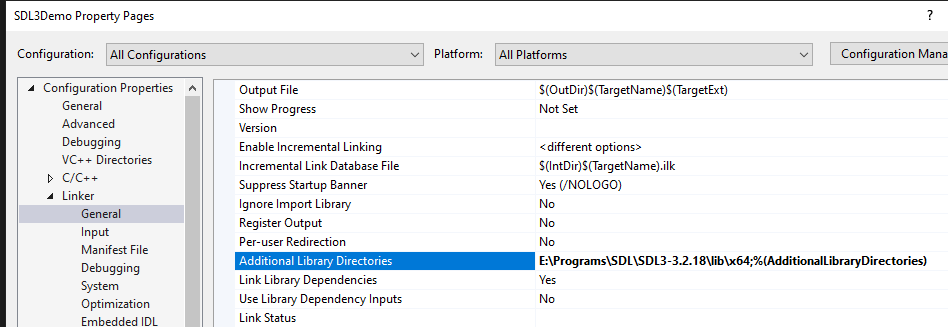 SDL3Demo Property Pages ?
Configuration: All Configurations Platform: All Platforms Configuration Mana
Configuration Properties
General
Advanced
Debugging
VC++ Directories
C/C++
Linker
General
Input
Manifest File
Debugging
System
Optimization
Embedded IDL
Output File $(OutDir)$(TargetName)$(TargetExt)
Show Progress Not Set
Version
Enable Incremental Linking <different options>
Incremental Link Database File $(IntDir)$(TargetName).ilk
Suppress Startup Banner Yes (/NOLOGO)
Ignore Import Library No
Register Output No
Per-user Redirection No
Additional Library Directories E:\Programs\SDL\SDL3-3.2.18\lib\x64;%(AdditionalLibraryDirectories)
Link Library Dependencies Yes
Use Library Dependency Inputs No
Link Status